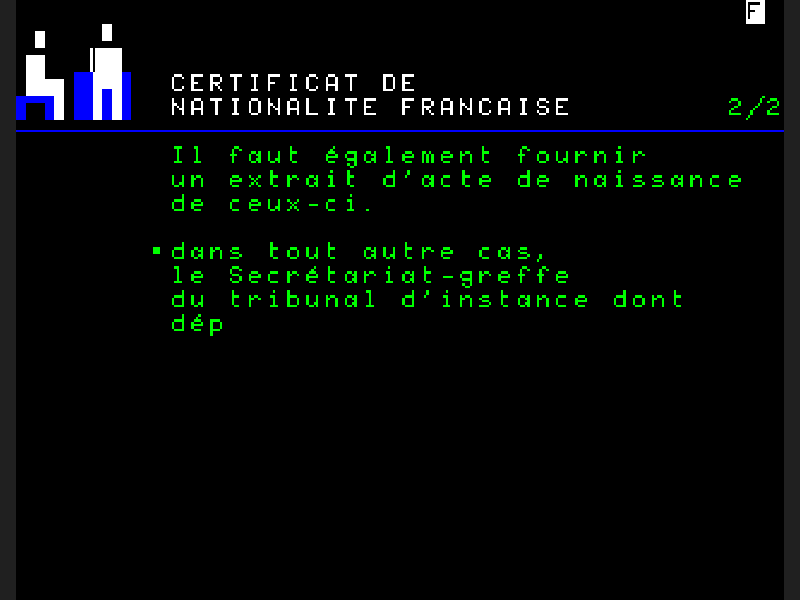 F
CERTIFICAT DE
NATIONALITE FRANCAISE 2/2
Il faut également fournir
un extrait d'acte de naissance
de ceux-ci.
▪dans tout autre cas,
le Secrétariat-greffe
du tribunal d'instance dont
dép